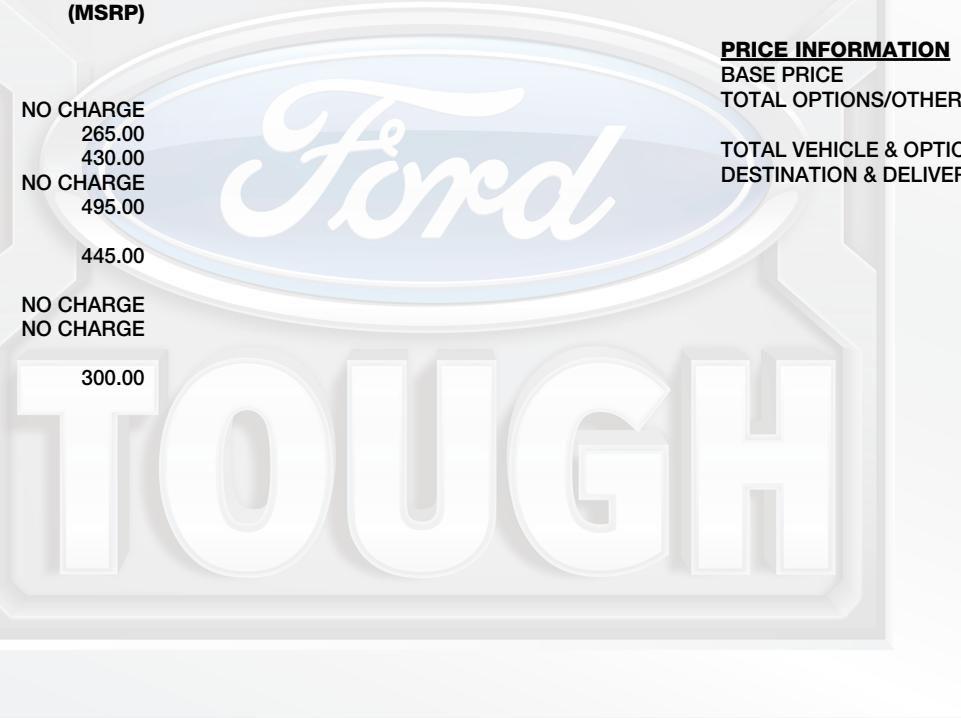 (MSRP)
NO CHARGE
265.00
430.00
NO CHARGE
495.00
445.00
NO CHARGE
NO CHARGE
300.00
PRICE INFORMATION
BASE PRICE
TOTAL OPTIONS/OTHER
TOTAL VEHICLE & OPTIO
DESTINATION & DELIVER
Ford
TOUGH